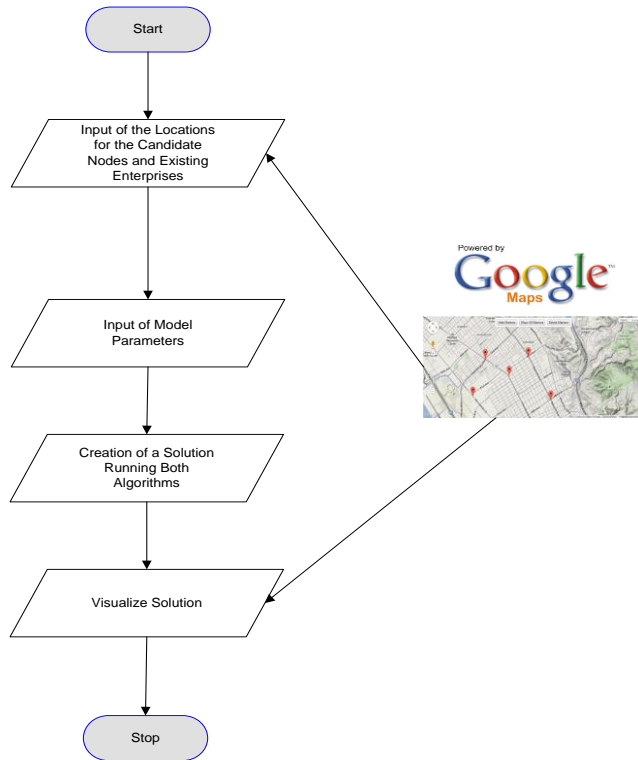 Start
Input of the Locations
for the Candidate
Nodes and Existing
Enterprises
Powered by
Google™
Maps
Input of Model
Parameters
Creation of a Solution
Running Both
Algorithms
Visualize Solution
Stop